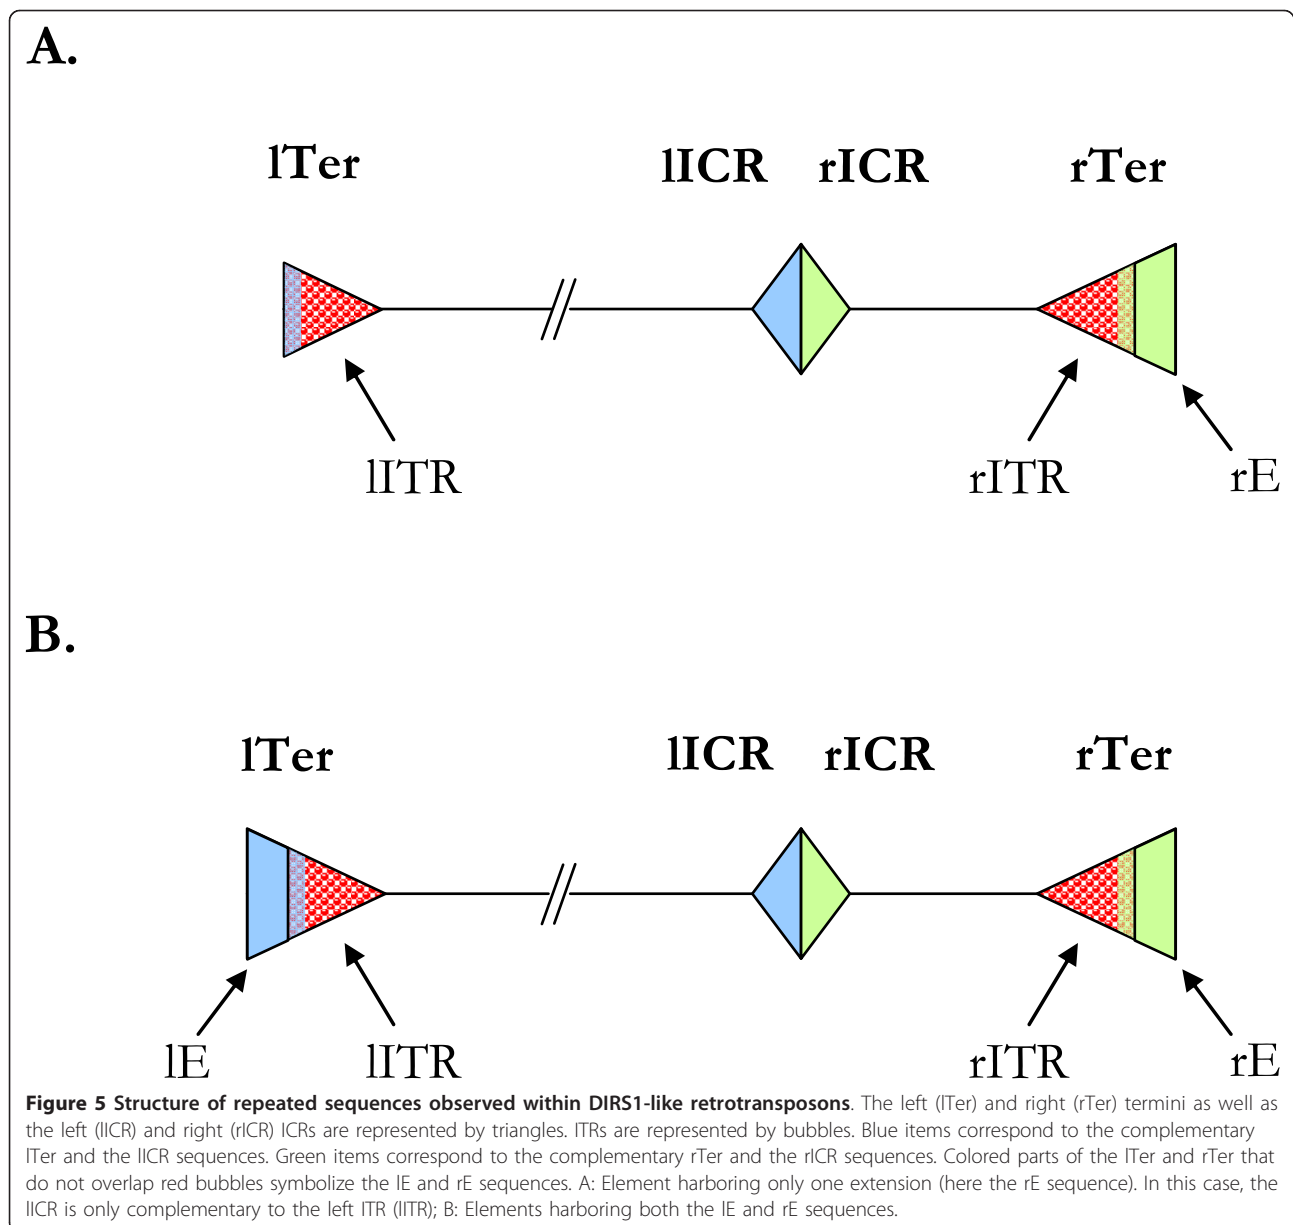 A.
lTer lICR rICR rTer
lITR rITR rE
B.
lTer lICR rICR rTer
lE lITR rITR rE
Figure 5 Structure of repeated sequences observed within DIRS1-like retrotransposons. The left (lTer) and right (rTer) termini as well as
the left (lICR) and right (rICR) ICRs are represented by triangles. ITRs are represented by bubbles. Blue items correspond to the complementary
lTer and the lICR sequences. Green items correspond to the complementary rTer and the rICR sequences. Colored parts of the lTer and rTer that
do not overlap red bubbles symbolize the lE and rE sequences. A: Element harboring only one extension (here the rE sequence). In this case, the
lICR is only complementary to the left ITR (lITR); B: Elements harboring both the lE and rE sequences.